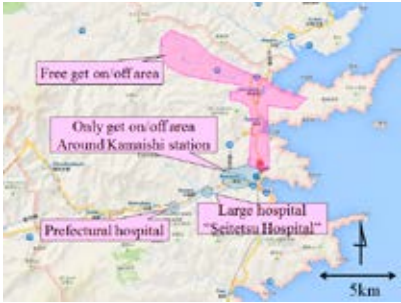 Free get on/off area
Only get on/off area
Around Kamaishi station
Large hospital
"Seitetsu Hospital"
Prefectural hospital
5km